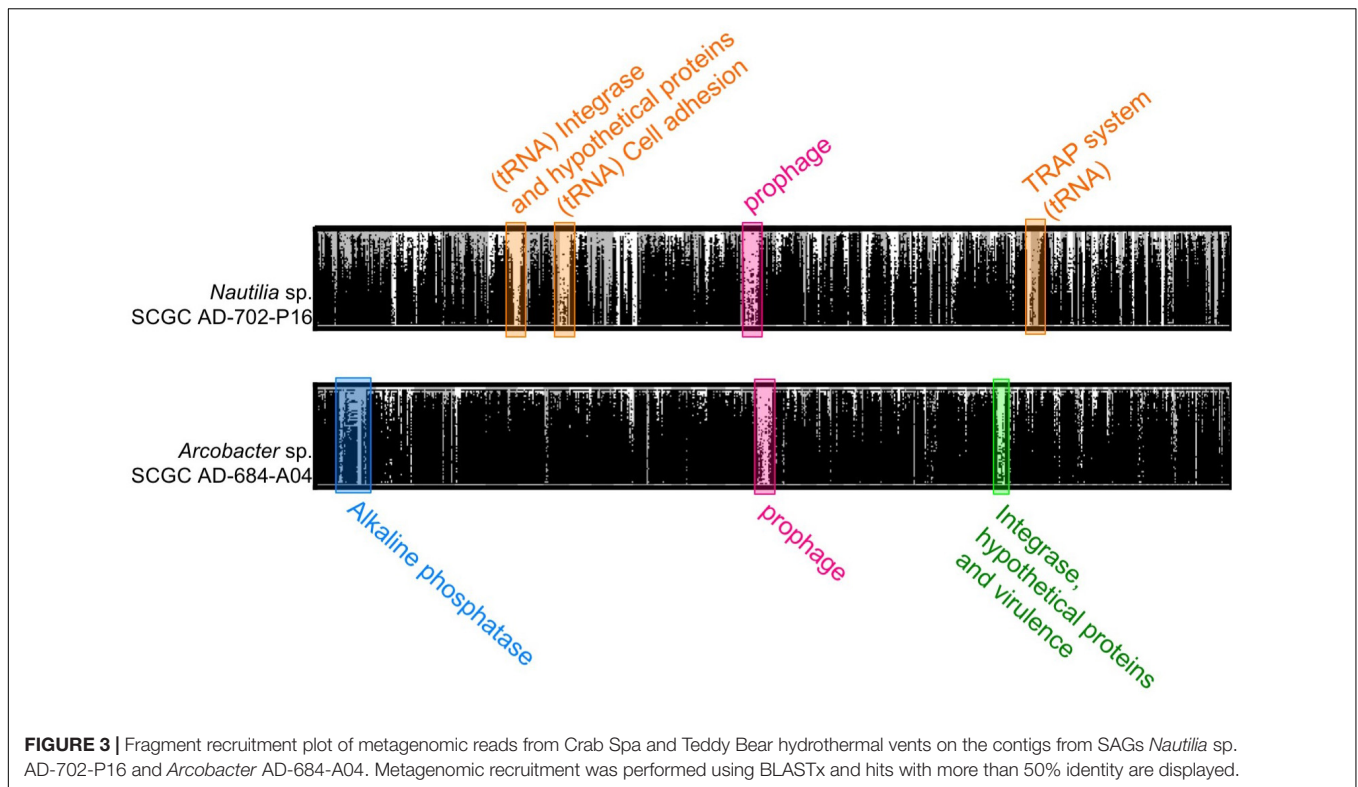 (tRNA) Integrase
and hypothetical proteins
(tRNA) Cell adhesion
prophage
TRAP system
(tRNA)
Nautilia sp.
SCGC AD-702-P16
Arcobacter sp.
SCGC AD-684-A04
Alkaline phosphatase
prophage
Integrase,
hypothetical proteins
and virulence
FIGURE 3 | Fragment recruitment plot of metagenomic reads from Crab Spa and Teddy Bear hydrothermal vents on the contigs from SAGs Nautilia sp.
AD-702-P16 and Arcobacter AD-684-A04. Metagenomic recruitment was performed using BLASTx and hits with more than 50% identity are displayed.